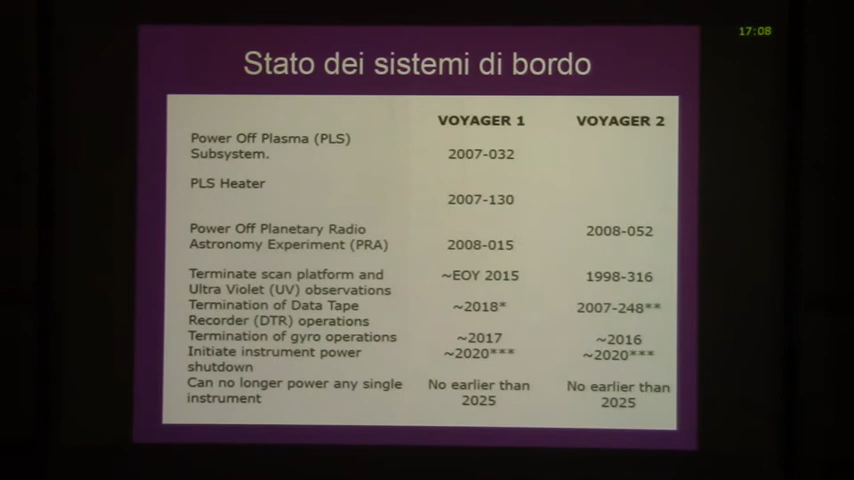 17:08
Stato dei sistemi di bordo
VOYAGER 1 VOYAGER 2
Power Off Plasma (PLS)
Subsystem. 2007-032
PLS Heater
2007-130
Power Off Planetary Radio 2008-052
Astronomy Experiment (PRA) 2008-015
Terminate scan platform and ~EOY 2015 1998-316
Ultra Violet (UV) observations
Termination of Data Tape ~2018* 2007-248**
Recorder (DTR) operations
Termination of gyro operations ~2017 ~2016
Initiate instrument power ~2020*** ~2020***
shutdown
Can no longer power any single No earlier than No earlier than
instrument 2025 2025